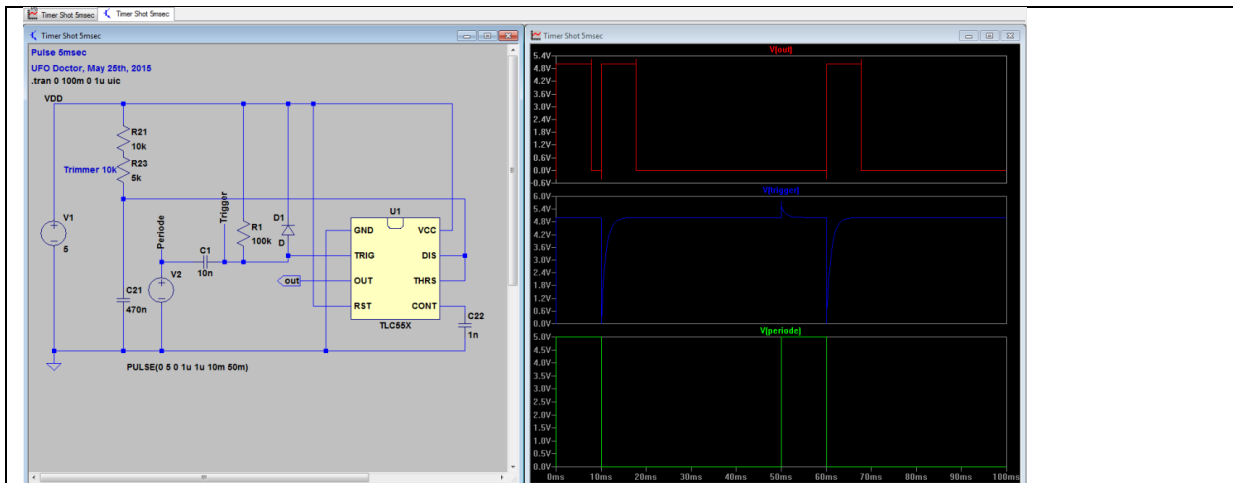 Timer Shot 5msec
Timer Shot 5msec
Timer Shot 5msec
Pulse 5msec
UFO Doctor, May 25th, 2015
.tran 0 100m 0 1u uic
VDD
R21
10k
R23
5k
Trimmer 10k
V1
5
C21
470n
Periode
V2
C1
10n
Trigger
R1
100k
D1
D
U1
GND
VCC
TRIG
DIS
OUT
THRS
RST
CONT
TLC55X
out
C22
1n
PULSE(0 5 0 1u 1u 10m 50m)
Timer Shot 5msec
V(out)
5.4V
4.8V
4.2V
3.6V
3.0V
2.4V
1.8V
1.2V
0.6V
0.0V
-0.6V
V(trigger)
6.0V
5.4V
4.8V
4.2V
3.6V
3.0V
2.4V
1.8V
1.2V
0.6V
0.0V
V(periode)
5.0V
4.5V
4.0V
3.5V
3.0V
2.5V
2.0V
1.5V
1.0V
0.5V
0.0V
0ms 10ms 20ms 30ms 40ms 50ms 60ms 70ms 80ms 90ms 100ms